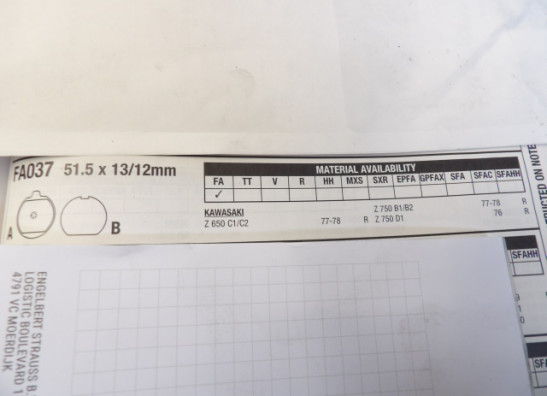 FA037 51.5 x 13/12mm
MATERIAL AVAILABILITY
FA TT V R HH MXS SXR EPFA GPFAX SFA SFAC SFAHH
✓
KAWASAKI
Z 650 C1/C2 77-78 R
Z 750 B1/B2 77-78 R
Z 750 D1 76 R
A
B
SFAHH
ENGELBERT STRAUSS B.
LOGISTIC BOULEVARD 1
4791 VC MOERDIJK
ON NOTE